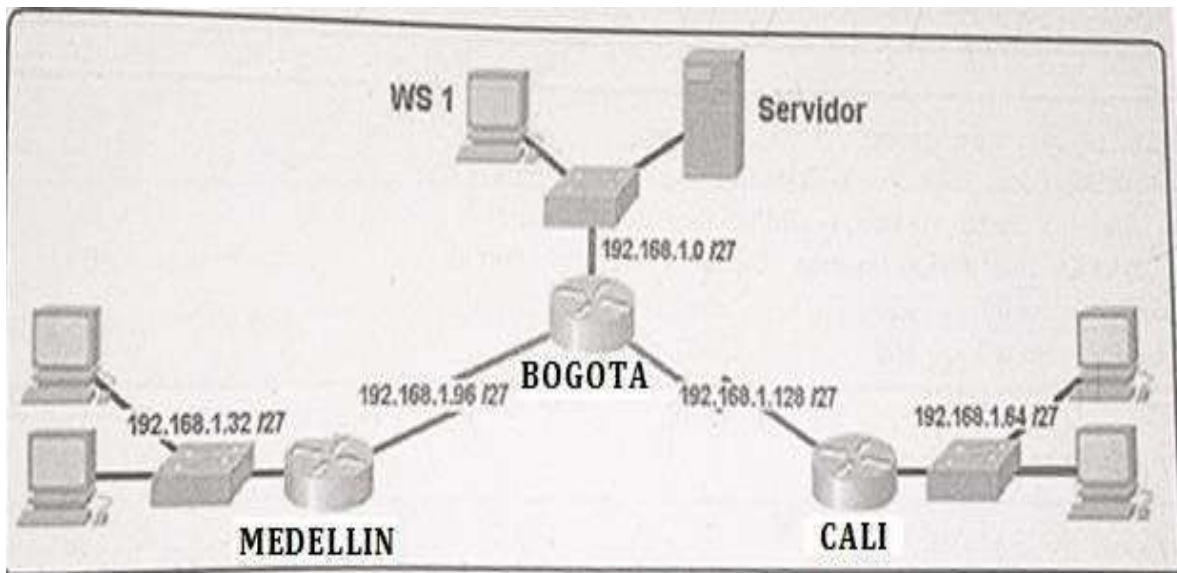 WS 1
Servidor
192.168.1.0 /27
BOGOTA
192.168.1.96 /27
192.168.1.128 /27
192.168.1.32 /27
192.168.1.64 /27
MEDELLIN
CALI